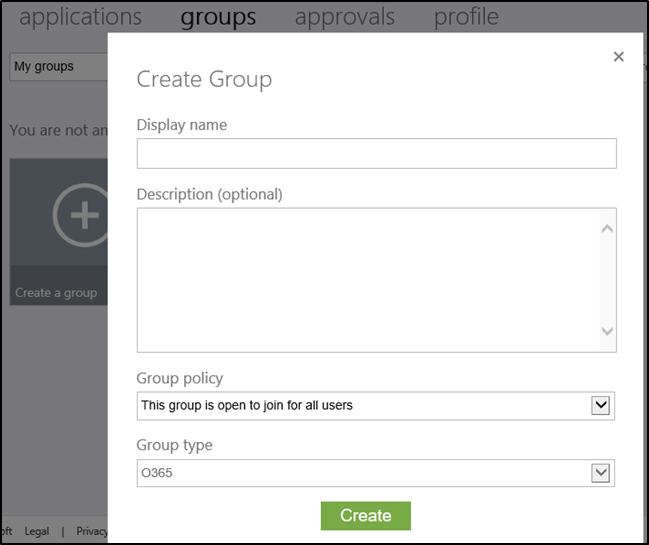 applications groups approvals profile
My groups
Create Group
You are not an
Display name
Description (optional)
Create a group
Group policy
This group is open to join for all users
Group type
O365
Create
Legal | Privacy